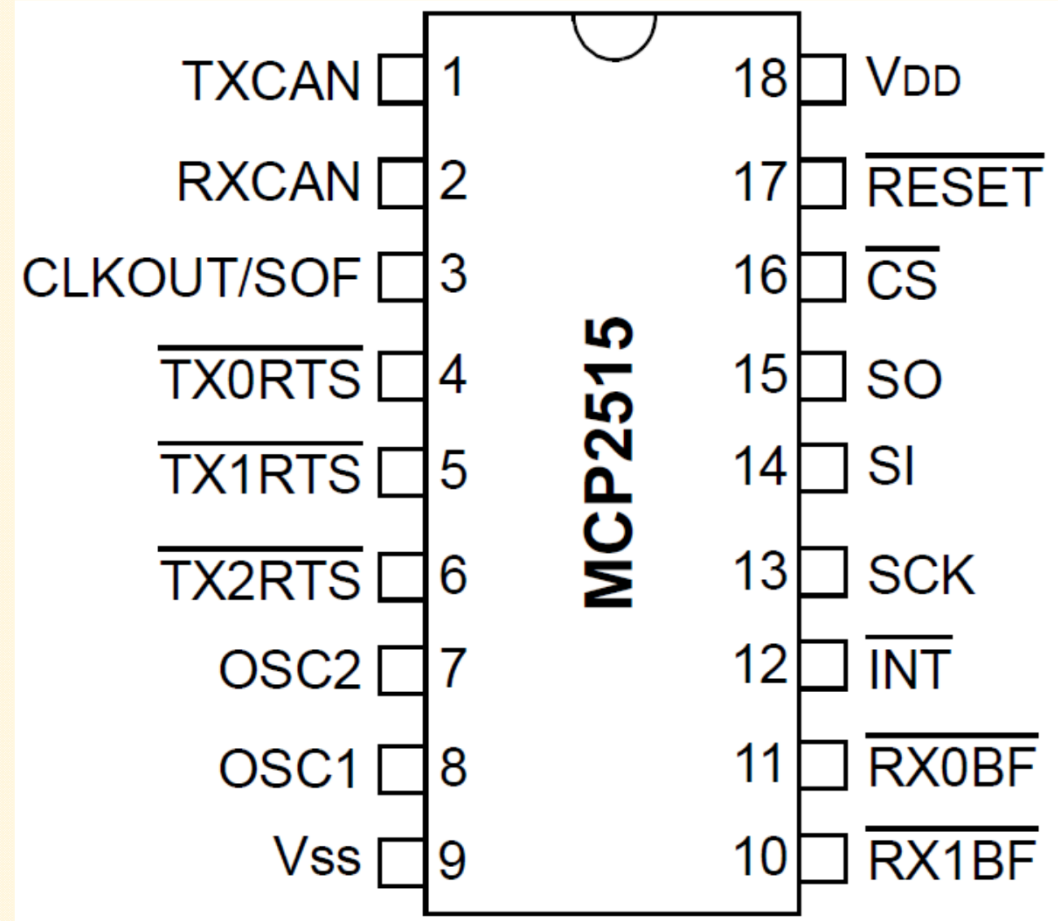 TXCAN 1 18 VDD
RXCAN 2 17 RESET
CLKOUT/SOF 3 16 CS
TX0RTS 4 15 SO
TX1RTS 5 14 SI
TX2RTS 6 13 SCK
OSC2 7 12 INT
OSC1 8 11 RX0BF
Vss 9 10 RX1BF
MCP2515